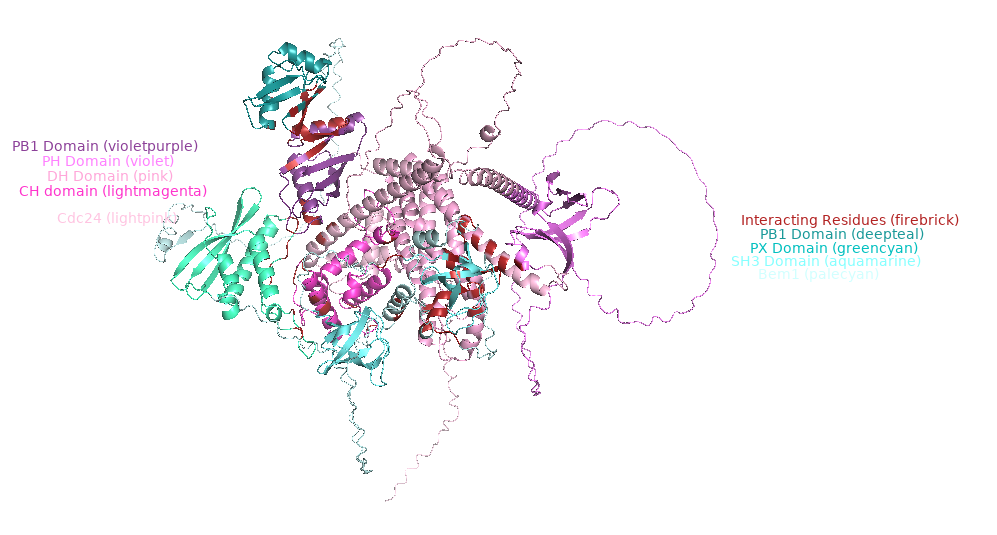 PB1 Domain (violetpurple)
PH Domain (violet)
DH Domain (pink)
CH domain (lightmagenta)
Cdc24 (lightpink)
Interacting Residues (firebrick)
PB1 Domain (deepteal)
PX Domain (greencyan)
SH3 Domain (aquamarine)
Bem1 (palecyan)